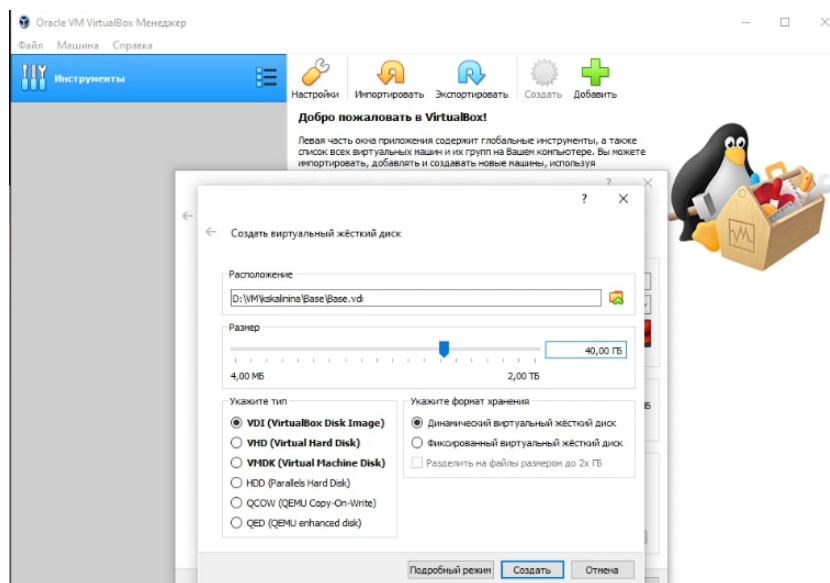 Oracle VM VirtualBox Менеджер
Файл Машина Справка
Инструменты
Настройки Импортировать Экспортировать Создать Добавить
Добро пожаловать в VirtualBox!
Левая часть окна приложения содержит глобальные инструменты, а также
список всех виртуальных машин и их групп на Вашем компьютере. Вы можете
импортировать, добавлять и создавать новые машины, используя
? ×
Создать виртуальный жёсткий диск
Расположение
D:\VM\kskalinina\Base\Base.vdi
Размер
40,00 ГБ
4,00 МБ 2,00 ТБ
Укажите тип
VDI (VirtualBox Disk Image)
VHD (Virtual Hard Disk)
VMDK (Virtual Machine Disk)
HDD (Parallels Hard Disk)
QCOW (QEMU Copy-On-Write)
QED (QEMU enhanced disk)
Укажите формат хранения
Динамический виртуальный жёсткий диск
Фиксированный виртуальный жёсткий диск
Разделить на файлы размером до 2х ГБ
Подробный режим Создать Отмена